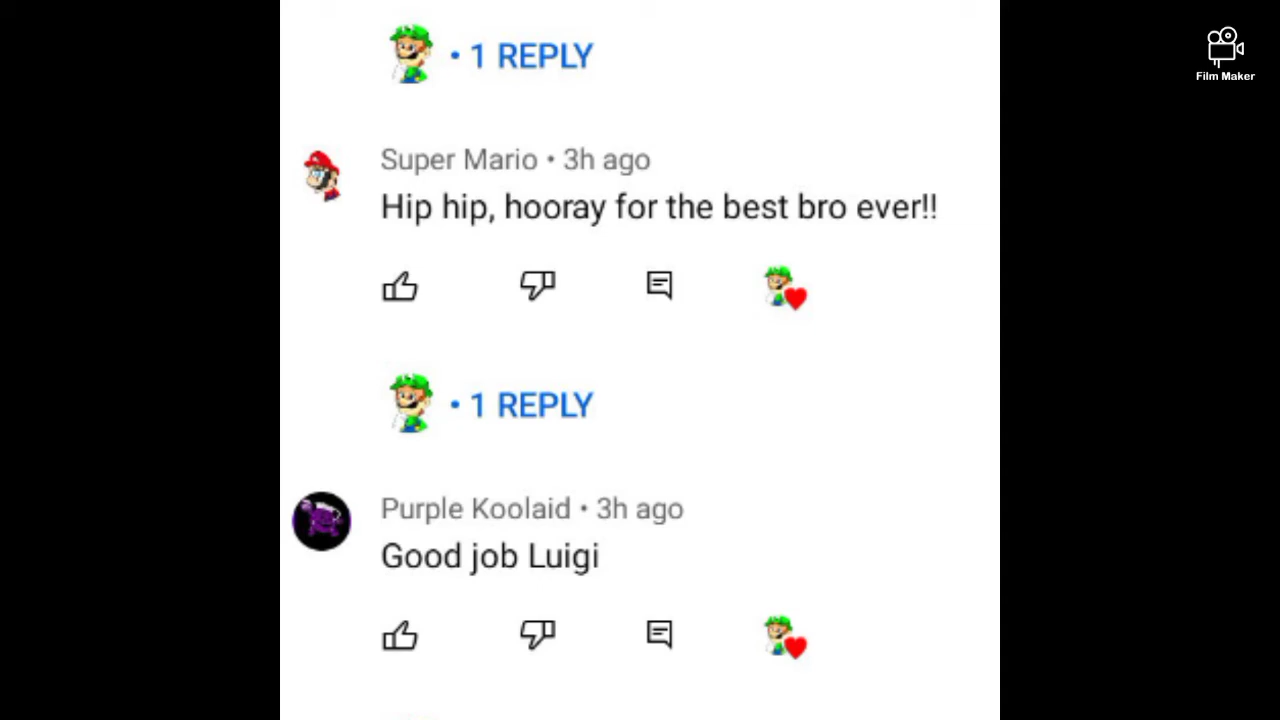 • 1 REPLY
Film Maker
Super Mario • 3h ago
Hip hip, hooray for the best bro ever!!
• 1 REPLY
Purple Koolaid • 3h ago
Good job Luigi